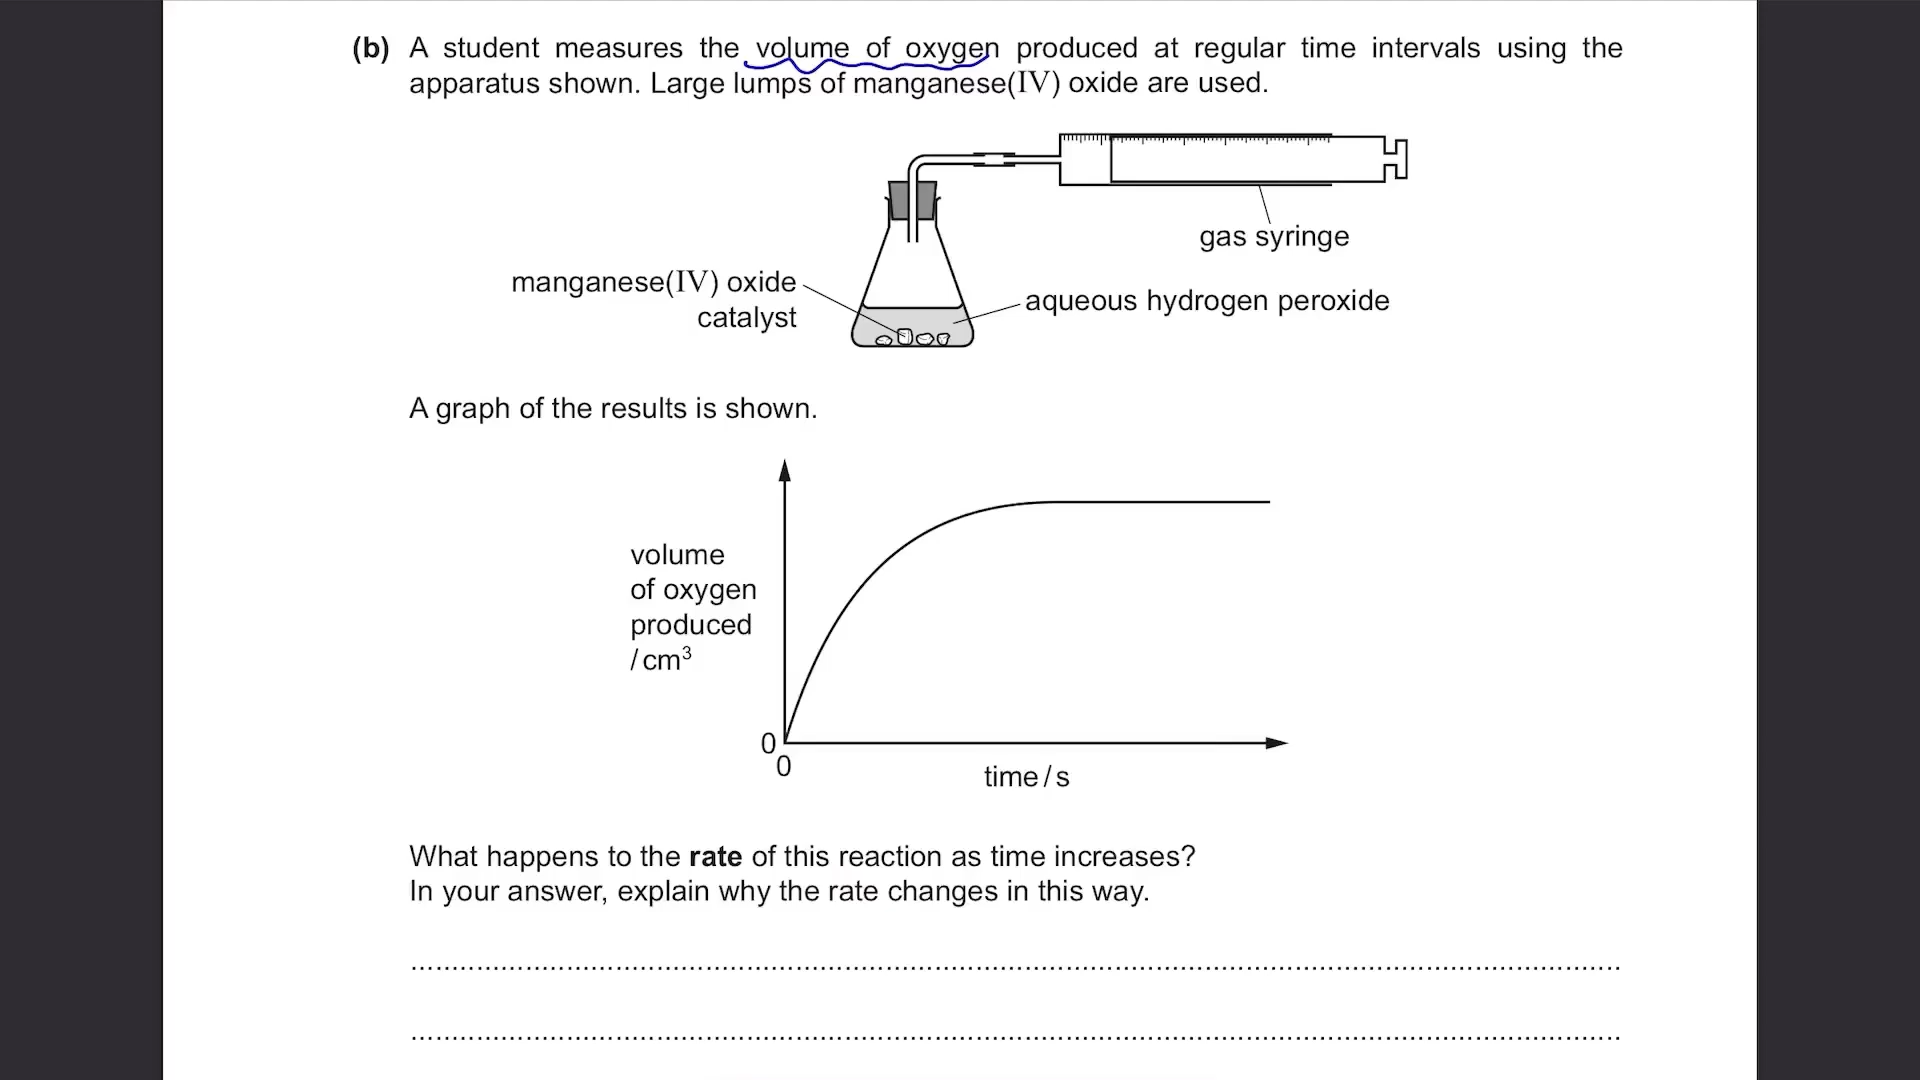 (b) A student measures the volume of oxygen produced at regular time intervals using the
apparatus shown. Large lumps of manganese(IV) oxide are used.
gas syringe
manganese(IV) oxide
catalyst
aqueous hydrogen peroxide
A graph of the results is shown.
volume
of oxygen
produced
/ cm³
0
0
time / s
What happens to the rate of this reaction as time increases?
In your answer, explain why the rate changes in this way.